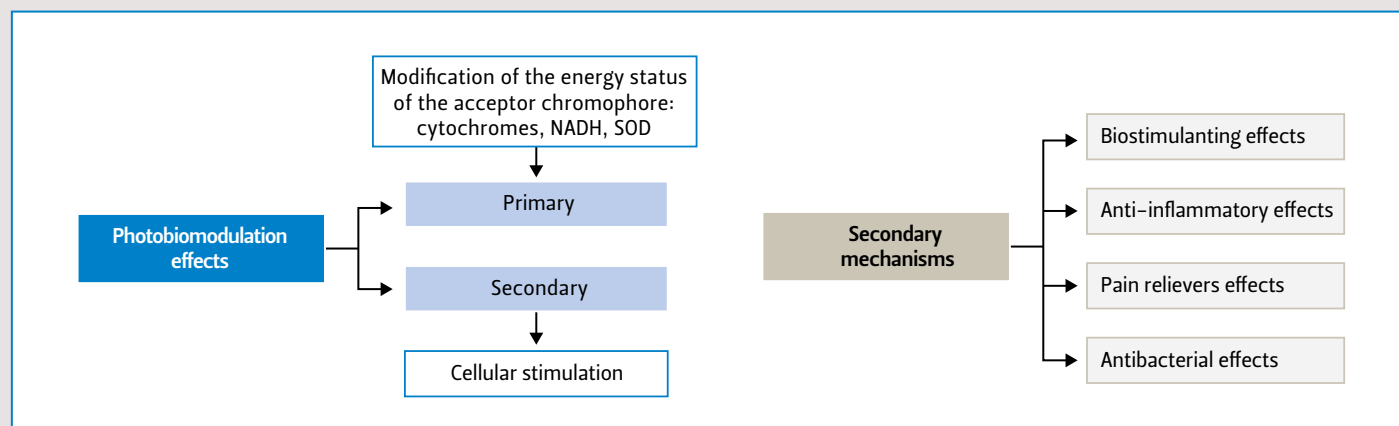 Modification of the energy status
of the acceptor chromophore:
cytochromes, NADH, SOD
Primary
Photobiomodulation
effects
Secondary
Cellular stimulation
Secondary
mechanisms
Biostimulanting effects
Anti-inflammatory effects
Pain relievers effects
Antibacterial effects